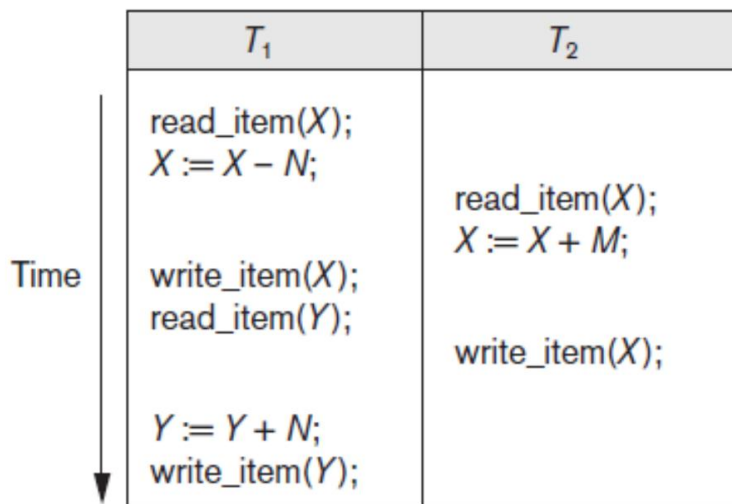 T₁ T₂
read_item(X);
X := X – N;
read_item(X);
X := X + M;
Time
write_item(X);
read_item(Y);
write_item(X);
Y := Y + N;
write_item(Y);